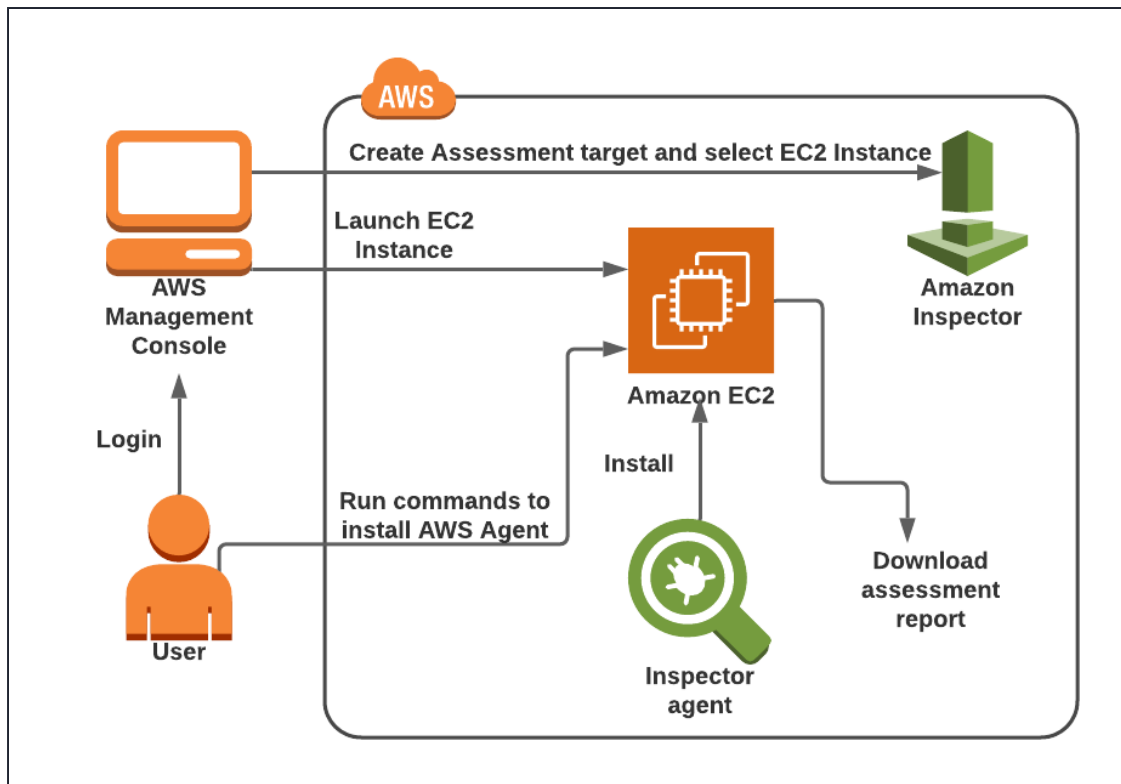 AWS
Create Assessment target and select EC2 Instance
Launch EC2
Instance
AWS
Management
Console
Amazon
Inspector
Amazon EC2
Login
Install
Run commands to
install AWS Agent
Download
assessment
report
User
Inspector
agent